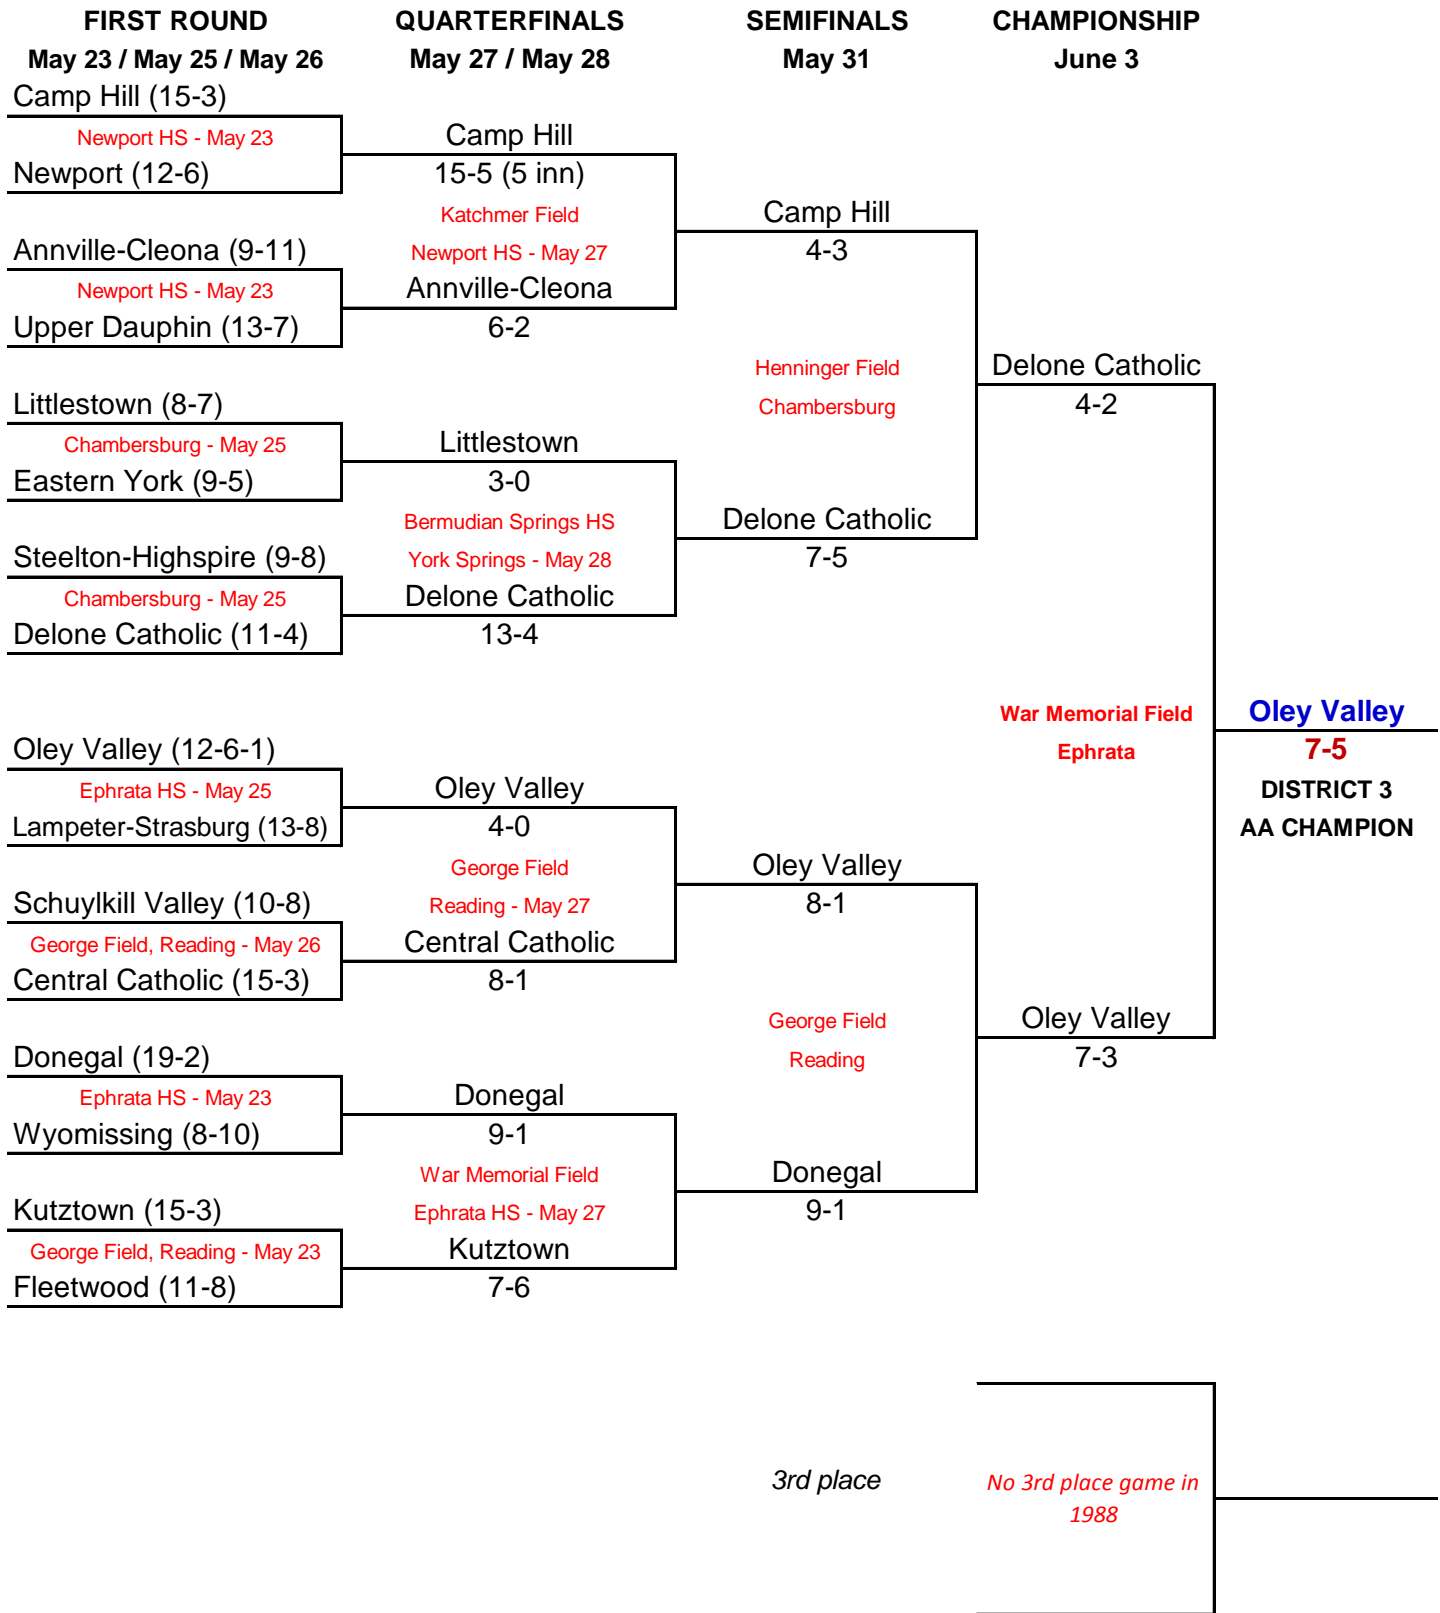 FIRST ROUND
May 23 / May 25 / May 26
QUARTERFINALS
May 27 / May 28
SEMIFINALS
May 31
CHAMPIONSHIP
June 3
Camp Hill (15-3)
Newport HS - May 23
Newport (12-6)
Annville-Cleona (9-11)
Newport HS - May 23
Upper Dauphin (13-7)
Littlestown (8-7)
Chambersburg - May 25
Eastern York (9-5)
Steelton-Highspire (9-8)
Chambersburg - May 25
Delone Catholic (11-4)
Oley Valley (12-6-1)
Ephrata HS - May 25
Lampeter-Strasburg (13-8)
Schuylkill Valley (10-8)
George Field, Reading - May 26
Central Catholic (15-3)
Donegal (19-2)
Ephrata HS - May 23
Wyomissing (8-10)
Kutztown (15-3)
George Field, Reading - May 23
Fleetwood (11-8)
Camp Hill
15-5 (5 inn)
Katchmer Field
Newport HS - May 27
Annville-Cleona
6-2
Littlestown
3-0
Bermudian Springs HS
York Springs - May 28
Delone Catholic
13-4
Oley Valley
4-0
George Field
Reading - May 27
Central Catholic
8-1
Donegal
9-1
War Memorial Field
Ephrata HS - May 27
Kutztown
7-6
Camp Hill
4-3
Henninger Field
Chambersburg
Delone Catholic
7-5
Oley Valley
8-1
George Field
Reading
Donegal
9-1
Delone Catholic
4-2
War Memorial Field
Ephrata
Oley Valley
7-3
Oley Valley
7-5
DISTRICT 3
AA CHAMPION
3rd place
No 3rd place game in
1988